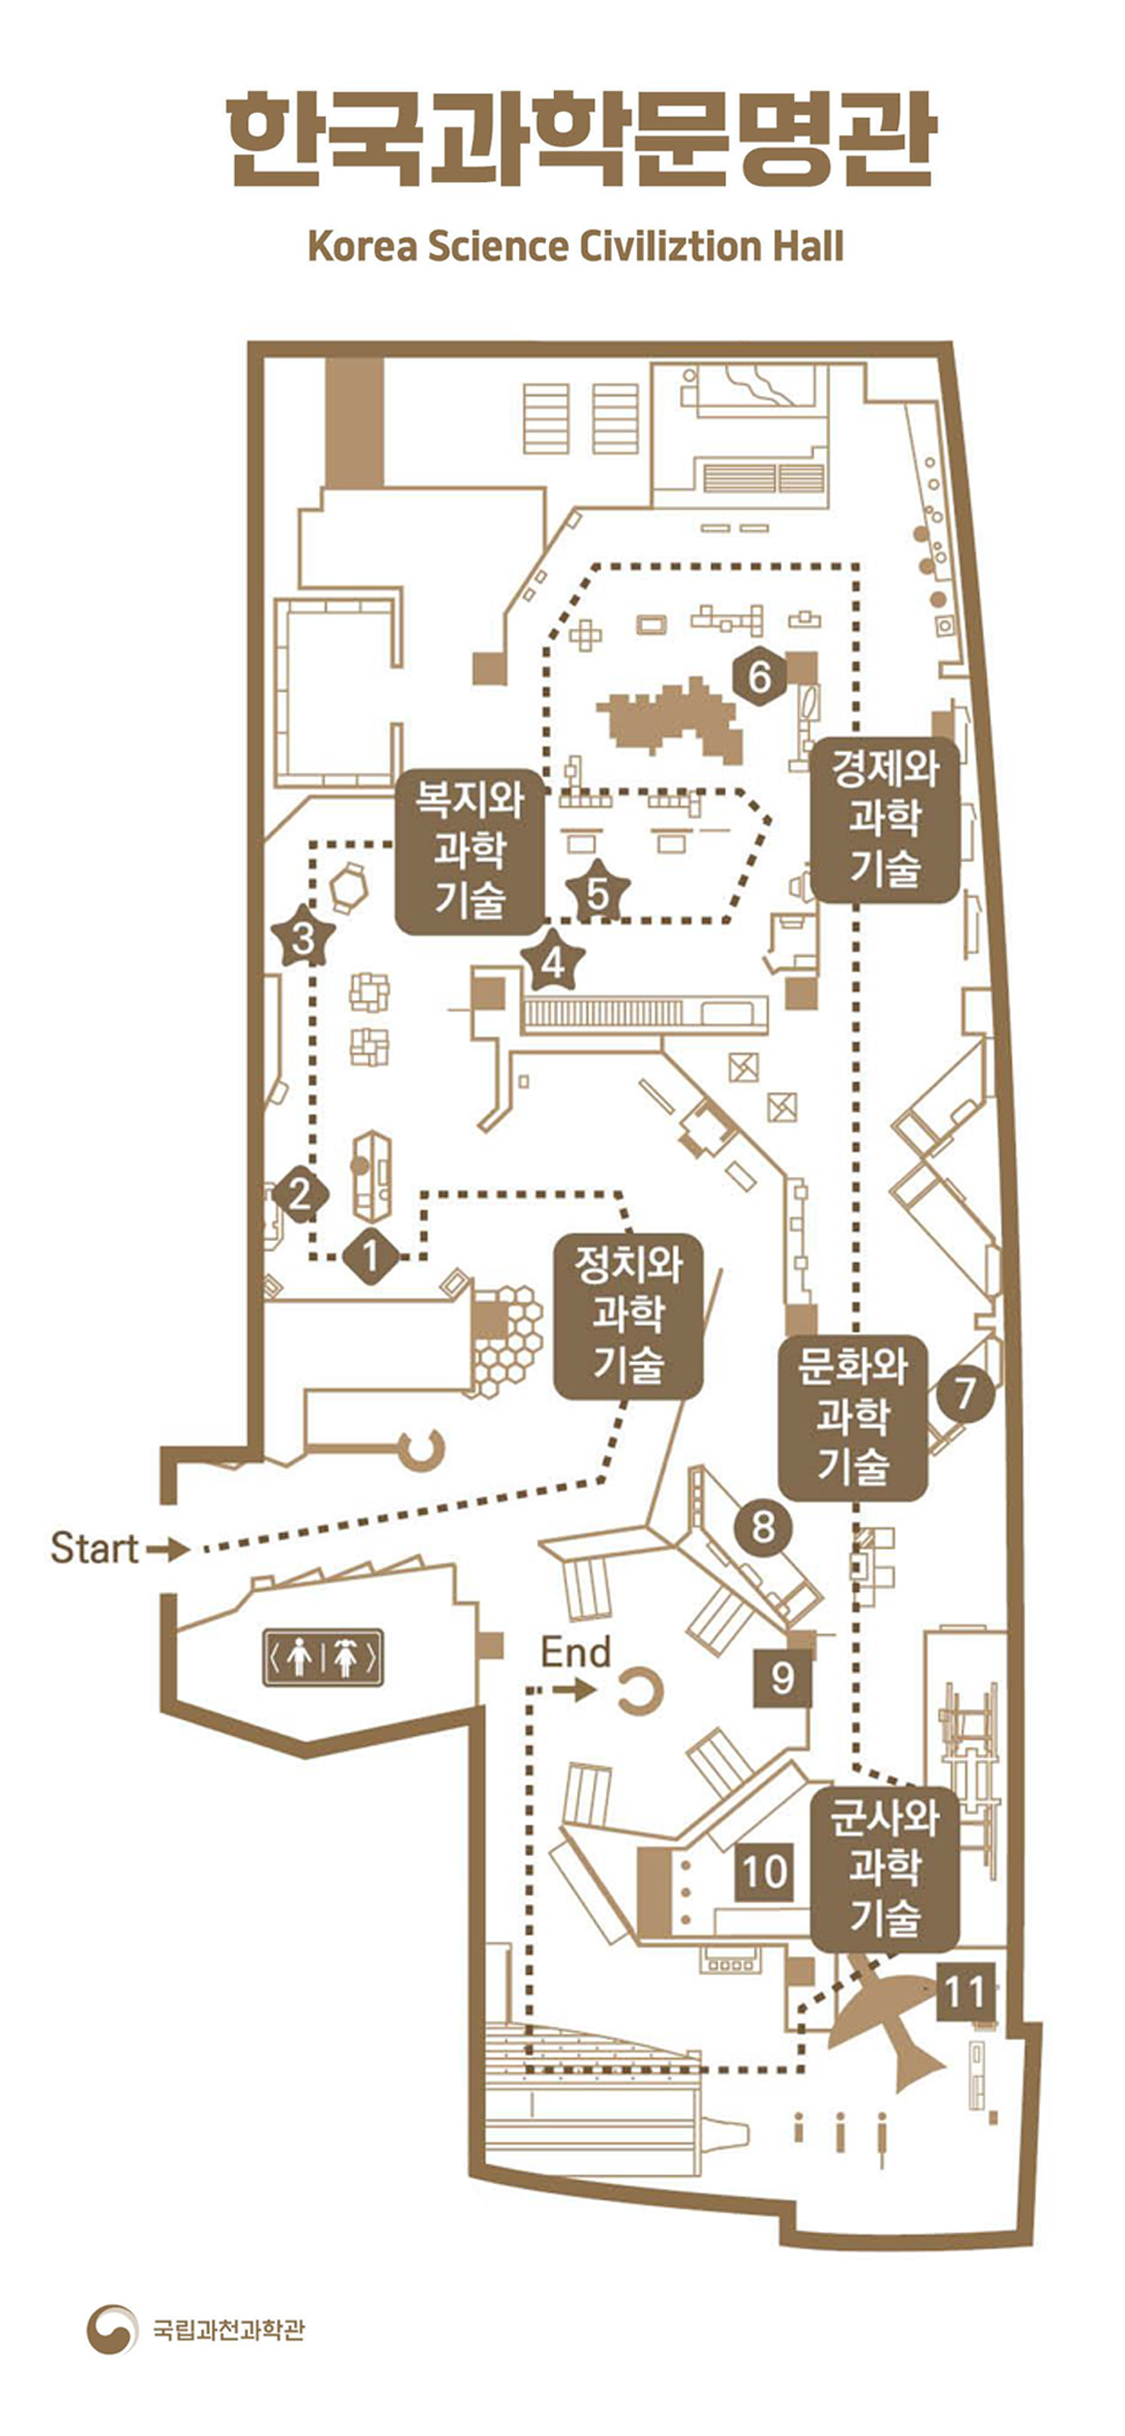 한국과학문명관
Korea Science Civiliztion Hall
6
경제와
과학
기술
복지와
과학
기술
5
3
4
2
1
정치와
과학
기술
문화와
과학
기술
7
8
Start
End
9
군사와
과학
기술
10
11
국립과천과학관